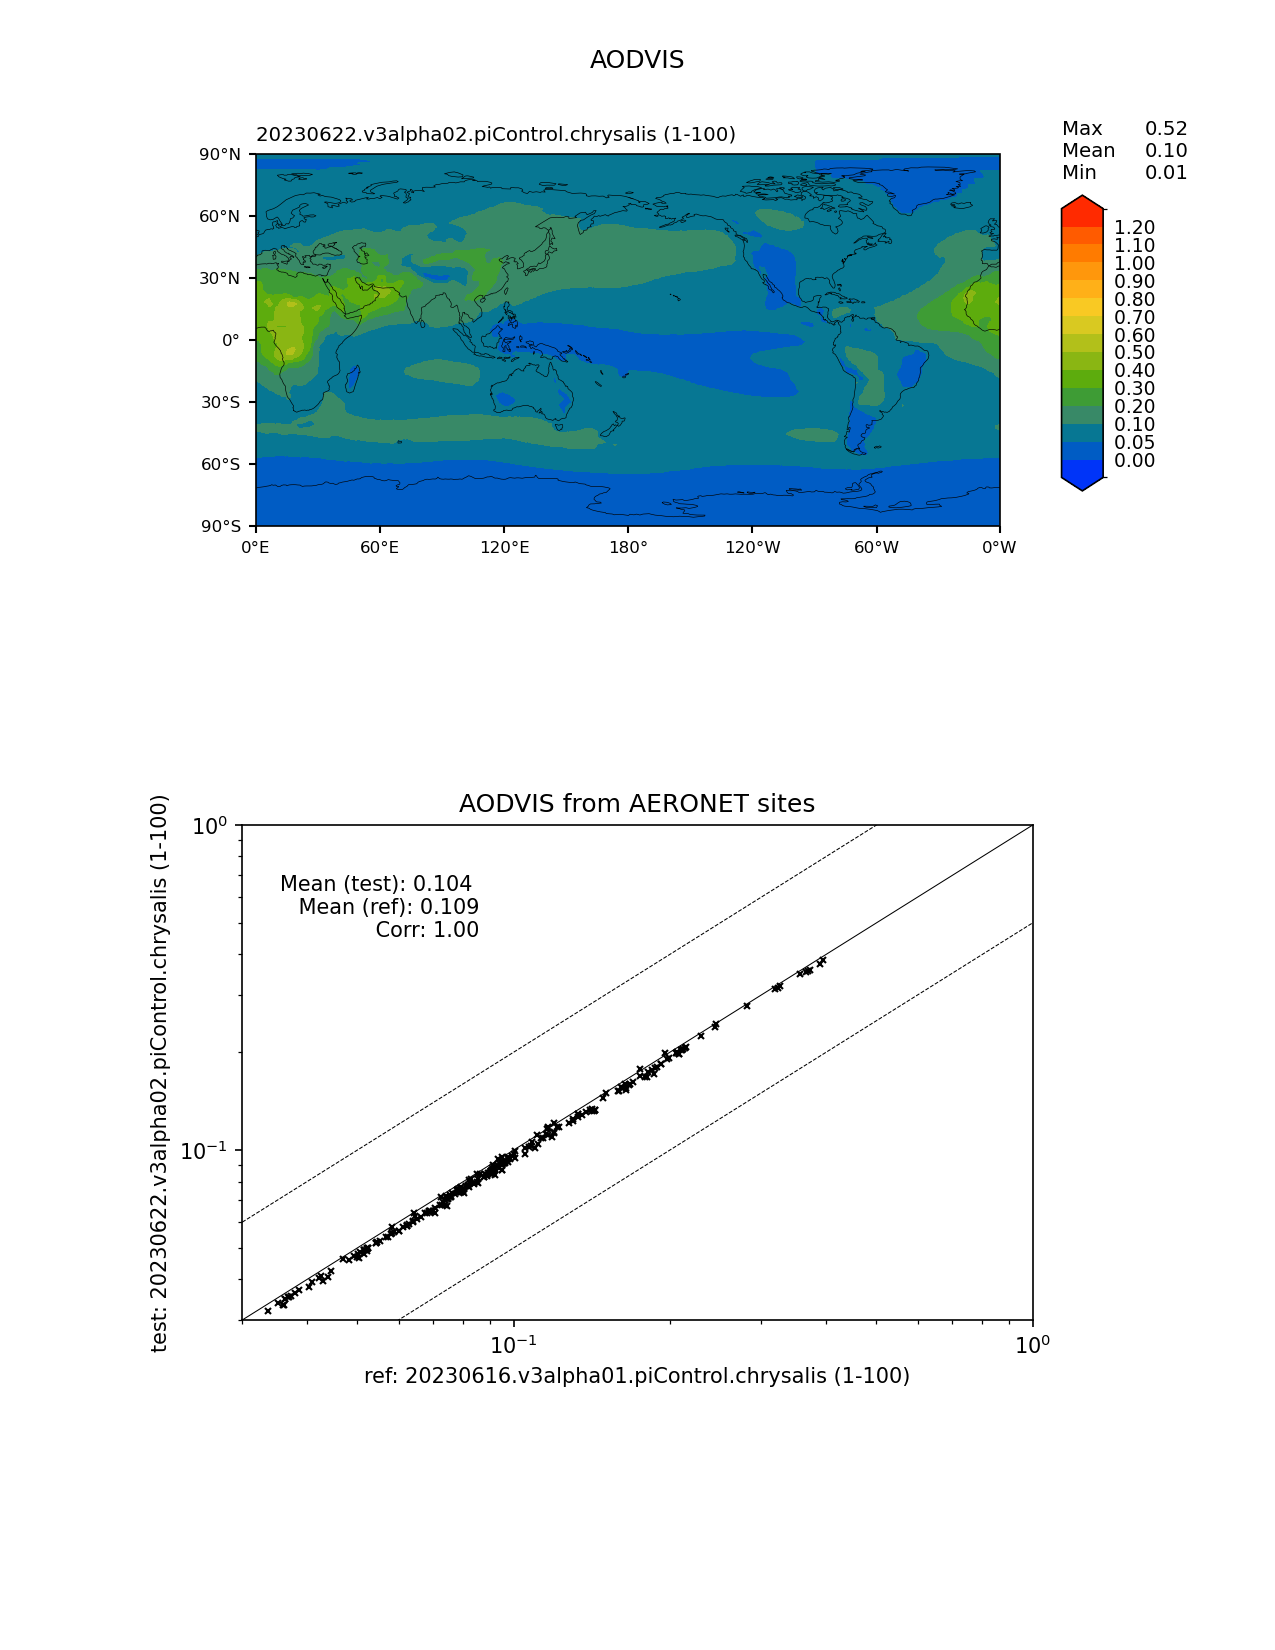 AODVIS
20230622.v3alpha02.piControl.chrysalis (1-100)
Max 0.52
Mean 0.10
Min 0.01
90°N
60°N
30°N
0°
30°S
60°S
90°S
0°E 60°E 120°E 180° 120°W 60°W 0°W
1.20
1.10
1.00
0.90
0.80
0.70
0.60
0.50
0.40
0.30
0.20
0.10
0.05
0.00
AODVIS from AERONET sites
test: 20230622.v3alpha02.piControl.chrysalis (1-100)
10⁰
10⁻¹
Mean (test): 0.104
Mean (ref): 0.109
Corr: 1.00
10⁻¹ 10⁰
ref: 20230616.v3alpha01.piControl.chrysalis (1-100)